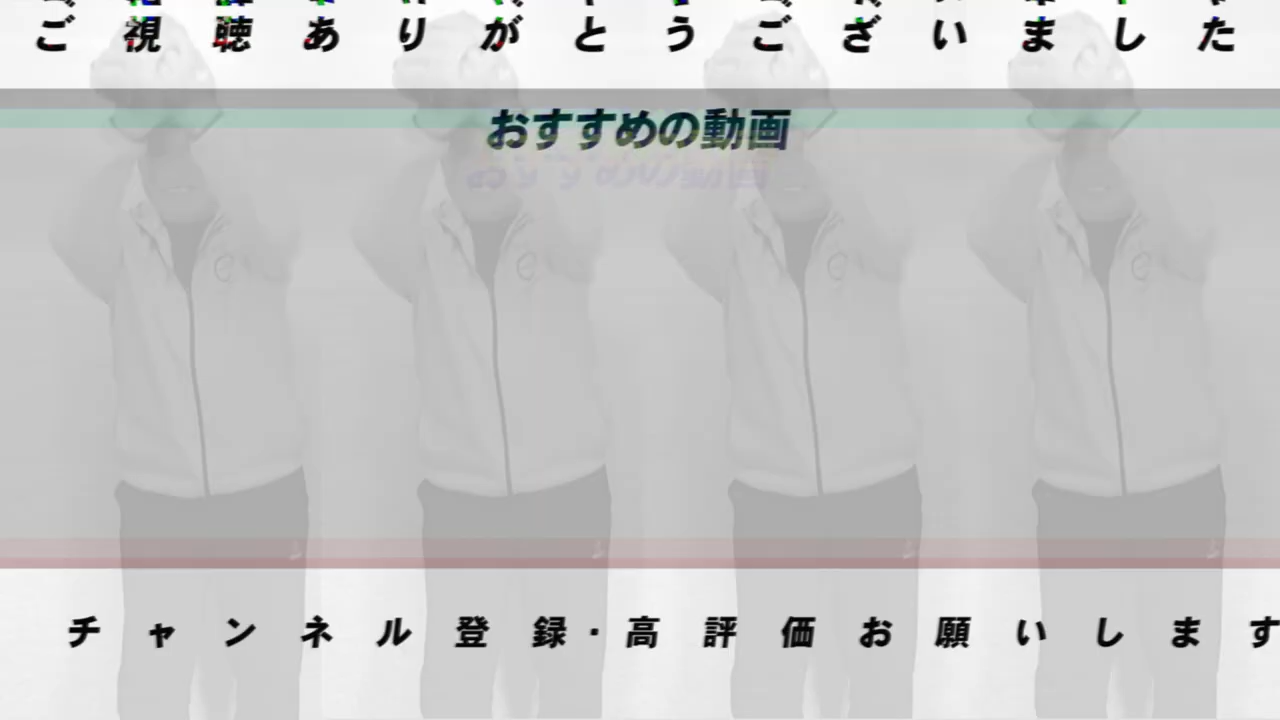 ご視聴ありがとうございました
おすすめの動画
チャンネル登録・高評価お願いします